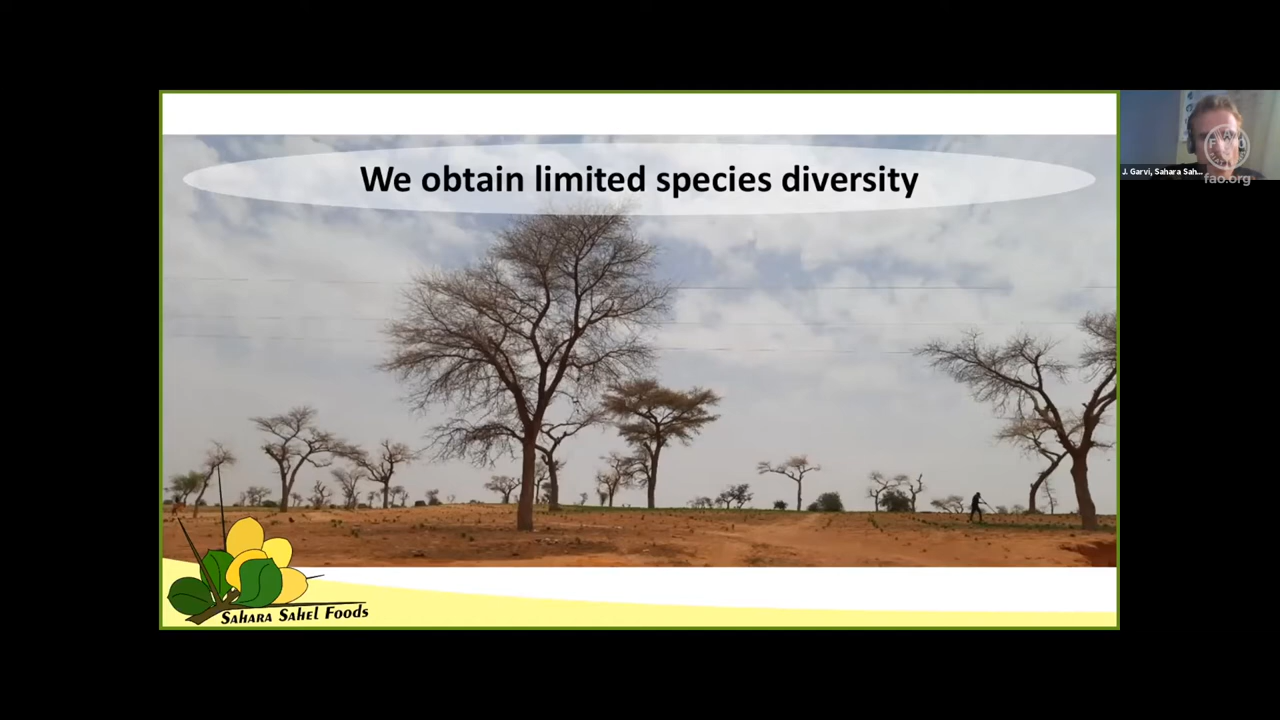 We obtain limited species diversity
J. Garvi, Sahara Sah...
fao.org
Sahara Sahel Foods